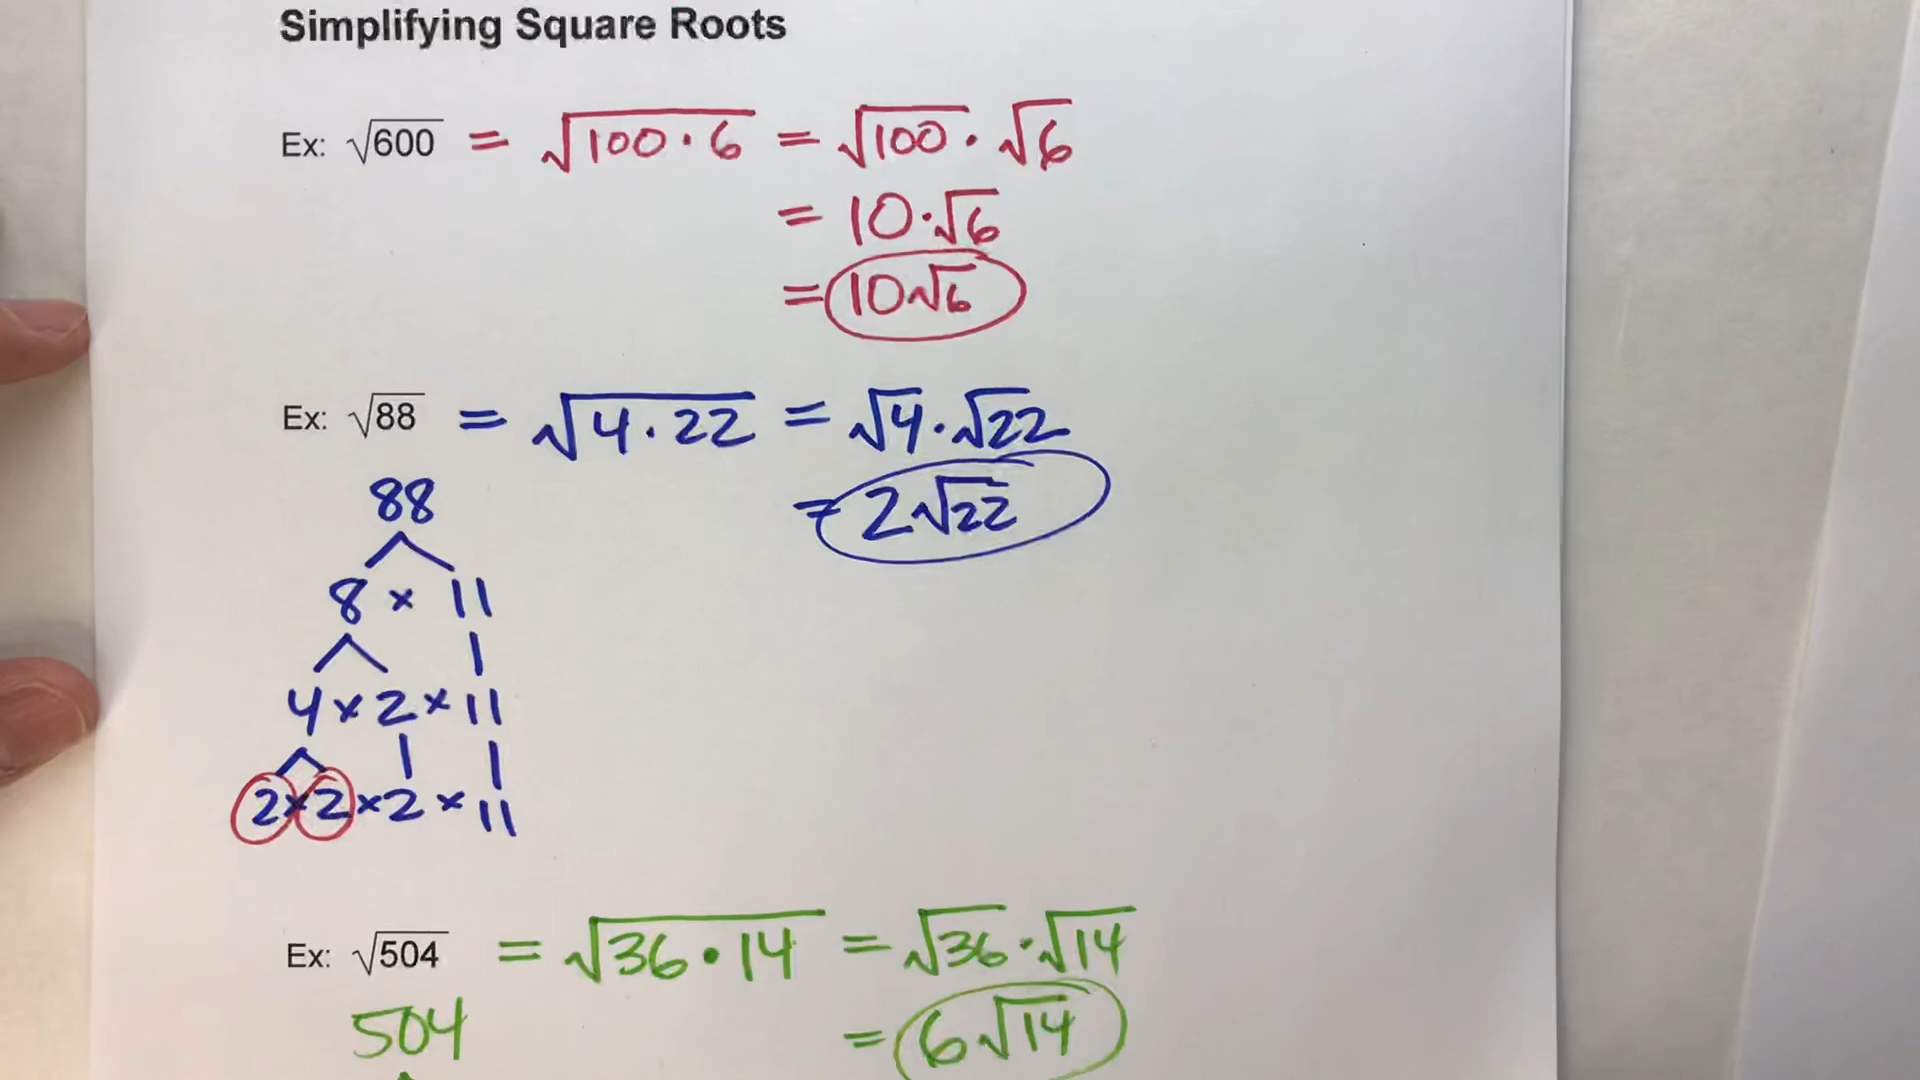 Simplifying Square Roots
Ex: √600 = √100·6 = √100 · √6
= 10·√6
= 10√6
Ex: √88 = √4·22 = √4·√22
= 2√22
88
8 × 11
4 × 2 × 11
2 × 2 × 2 × 11
Ex: √504 = √36·14 = √36·√14
504
= 6√14